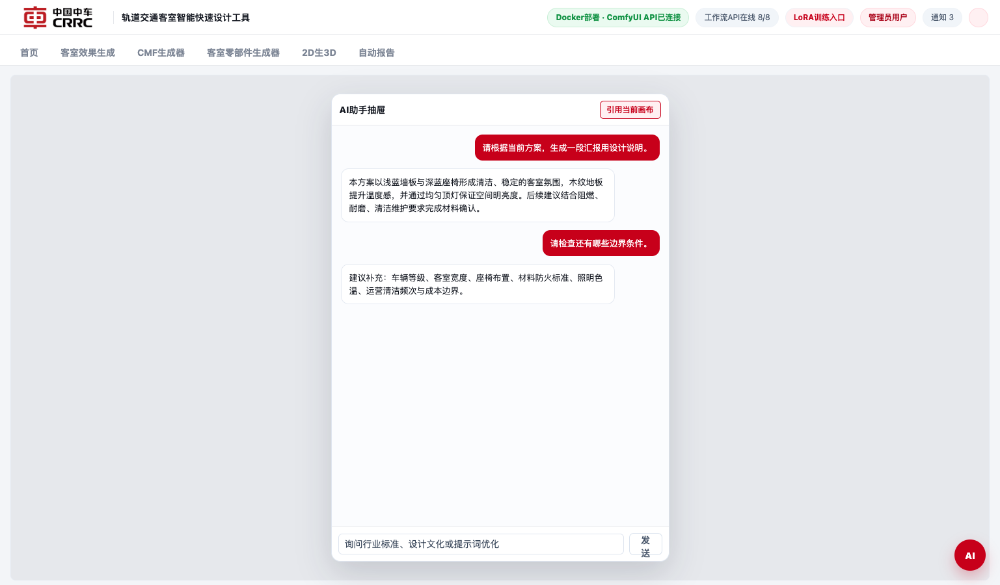 中国中车
CRRC
轨道交通客室智能快速设计工具
Docker部署 · ComfyUI API已连接
工作流API在线 8/8
LoRA训练入口
管理员用户
通知 3
首页
客室效果生成
CMF生成器
客室零部件生成器
2D生3D
自动报告
AI助手抽屉
引用当前画布
请根据当前方案，生成一段汇报用设计说明。
本方案以浅蓝墙板与深蓝座椅形成清洁、稳定的客室氛围，木纹地板
提升温度感，并通过均匀顶灯保证空间明亮度。后续建议结合阻燃、
耐磨、清洁维护要求完成材料确认。
请检查还有哪些边界条件。
建议补充：车辆等级、客室宽度、座椅布置、材料防火标准、照明色
温、运营清洁频次与成本边界。
询问行业标准、设计文化或提示词优化
发
送
AI